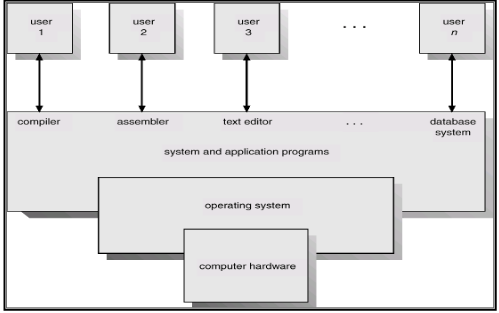 user user user user
1 2 3 . . . n
compiler assembler text editor . . . database
system
system and application programs
operating system
computer hardware